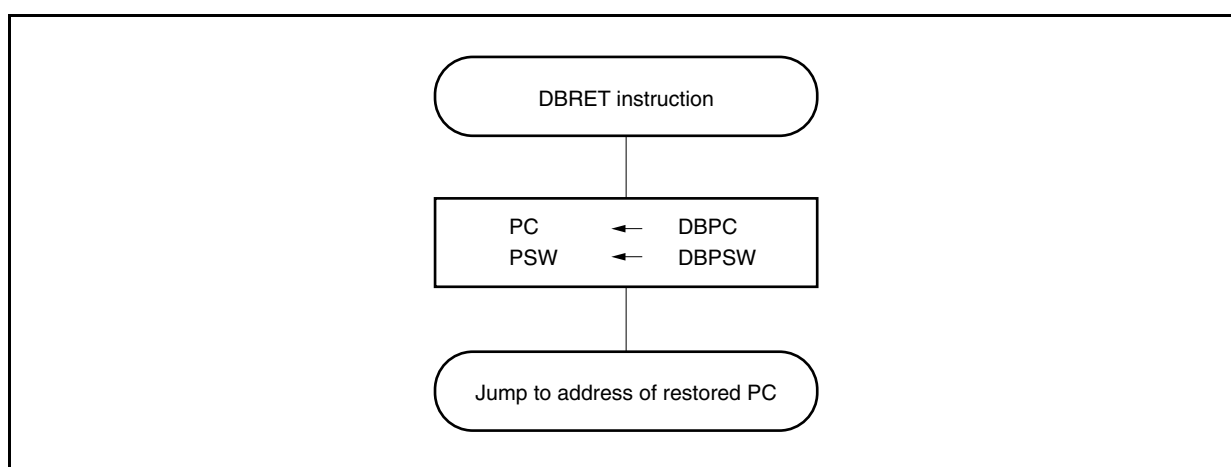 DBRET instruction
PC ← DBPC
PSW ← DBPSW
Jump to address of restored PC